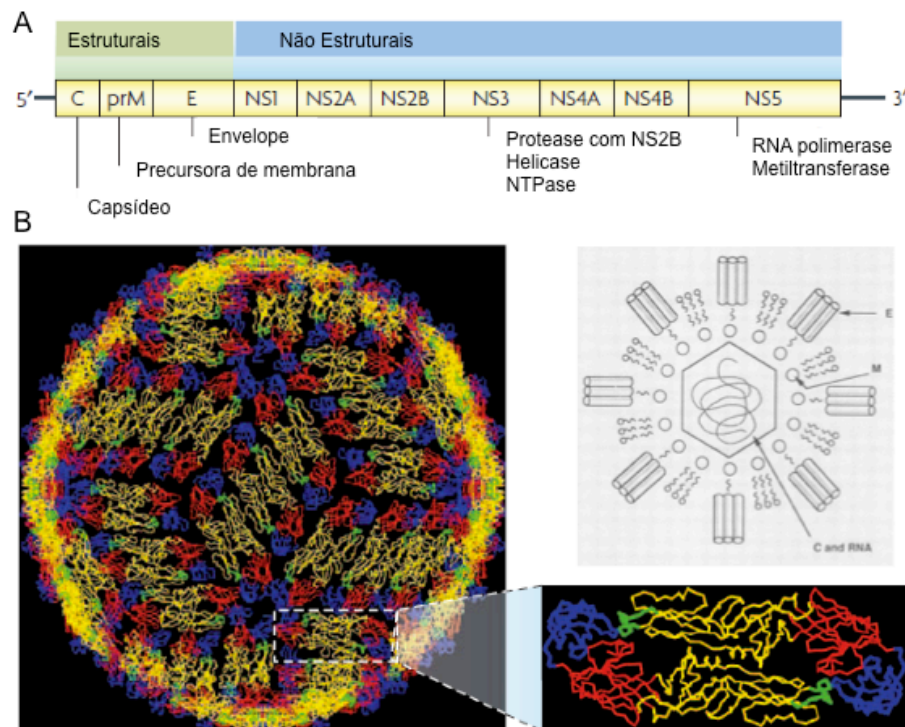 A
Estruturais Não Estruturais
5′ C prM E NS1 NS2A NS2B NS3 NS4A NS4B NS5 3′
Envelope
Precursora de membrana
Capsídeo
Protease com NS2B
Helicase
NTPase
RNA polimerase
Metiltransferase
B
E
M
C and RNA